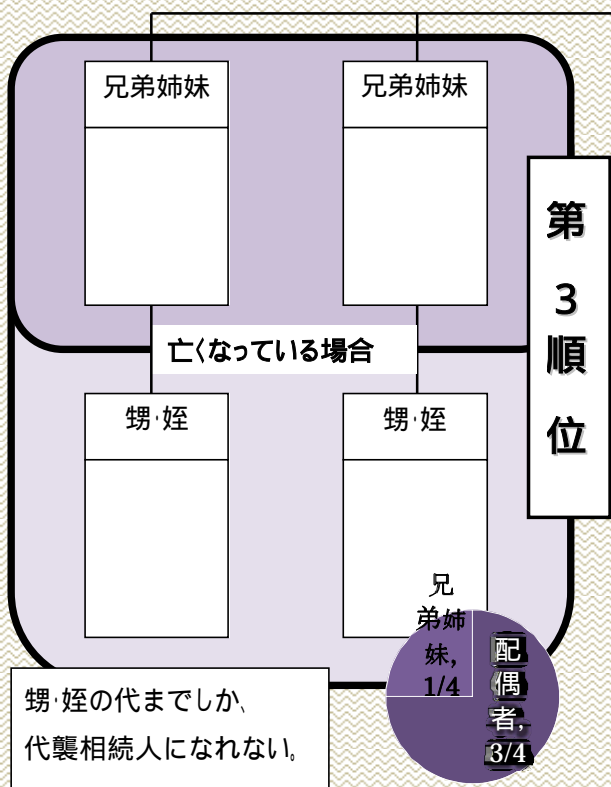 兄弟姉妹
兄弟姉妹
第
3
順
位
亡くなっている場合
甥・姪
甥・姪
兄
弟姉
妹,
1/4
配
偶
者,
3/4
甥・姪の代までしか、
代襲相続人になれない。